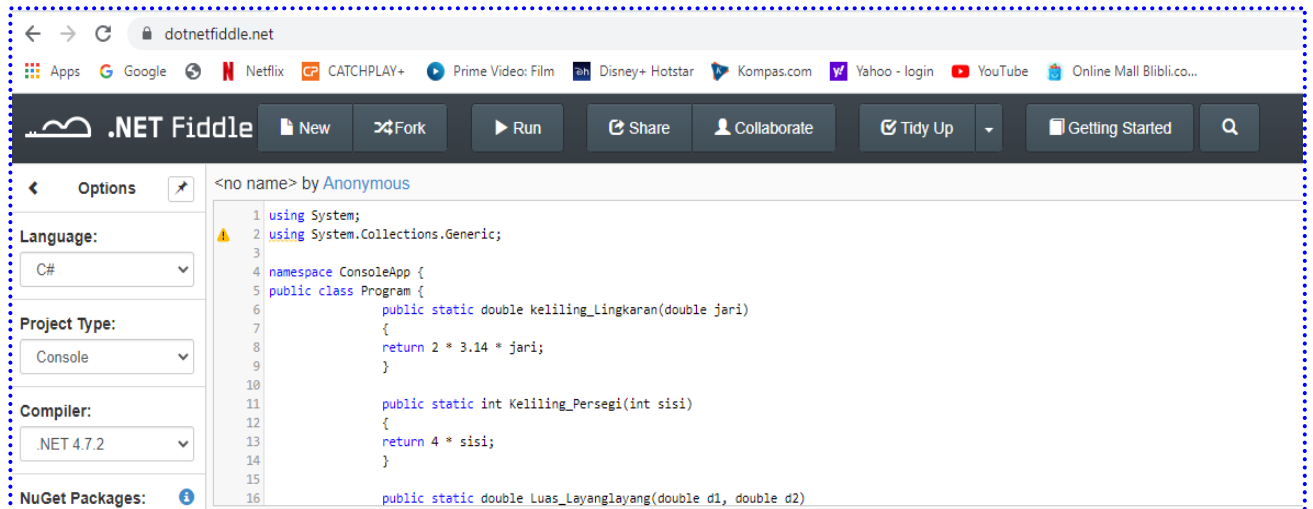 dotnetfiddle.net
Apps Google Netflix CATCHPLAY+ Prime Video: Film Disney+ Hotstar Kompas.com Yahoo - login YouTube Online Mall Blibli.co...
.NET Fiddle New Fork Run Share Collaborate Tidy Up Getting Started
Options
<no name> by Anonymous
Language:
C#
Project Type:
Console
Compiler:
.NET 4.7.2
NuGet Packages:
1 using System;
2 using System.Collections.Generic;
3
4 namespace ConsoleApp {
5 public class Program {
6 public static double keliling_Lingkaran(double jari)
7 {
8 return 2 * 3.14 * jari;
9 }
10
11 public static int Keliling_Persegi(int sisi)
12 {
13 return 4 * sisi;
14 }
15
16 public static double Luas_Layanglayang(double d1, double d2)